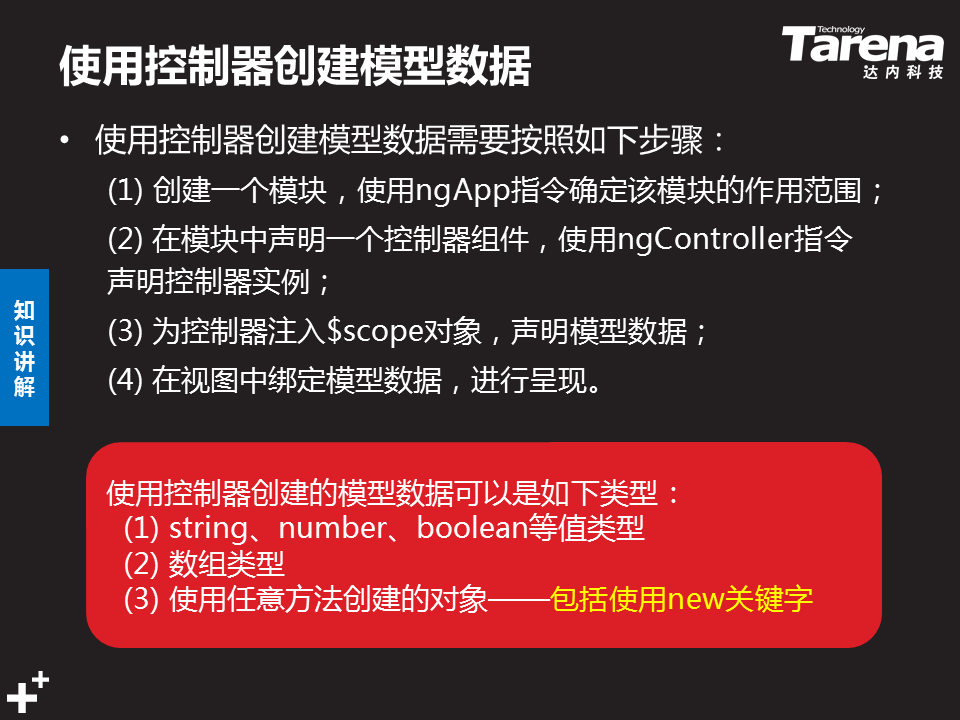 使用控制器创建模型数据
Technology
Tarena
达内科技
• 使用控制器创建模型数据需要按照如下步骤：
(1) 创建一个模块，使用ngApp指令确定该模块的作用范围；
(2) 在模块中声明一个控制器组件，使用ngController指令
声明控制器实例；
(3) 为控制器注入$scope对象，声明模型数据；
(4) 在视图中绑定模型数据，进行呈现。
知识讲解
使用控制器创建的模型数据可以是如下类型：
(1) string、number、boolean等值类型
(2) 数组类型
(3) 使用任意方法创建的对象——包括使用new关键字